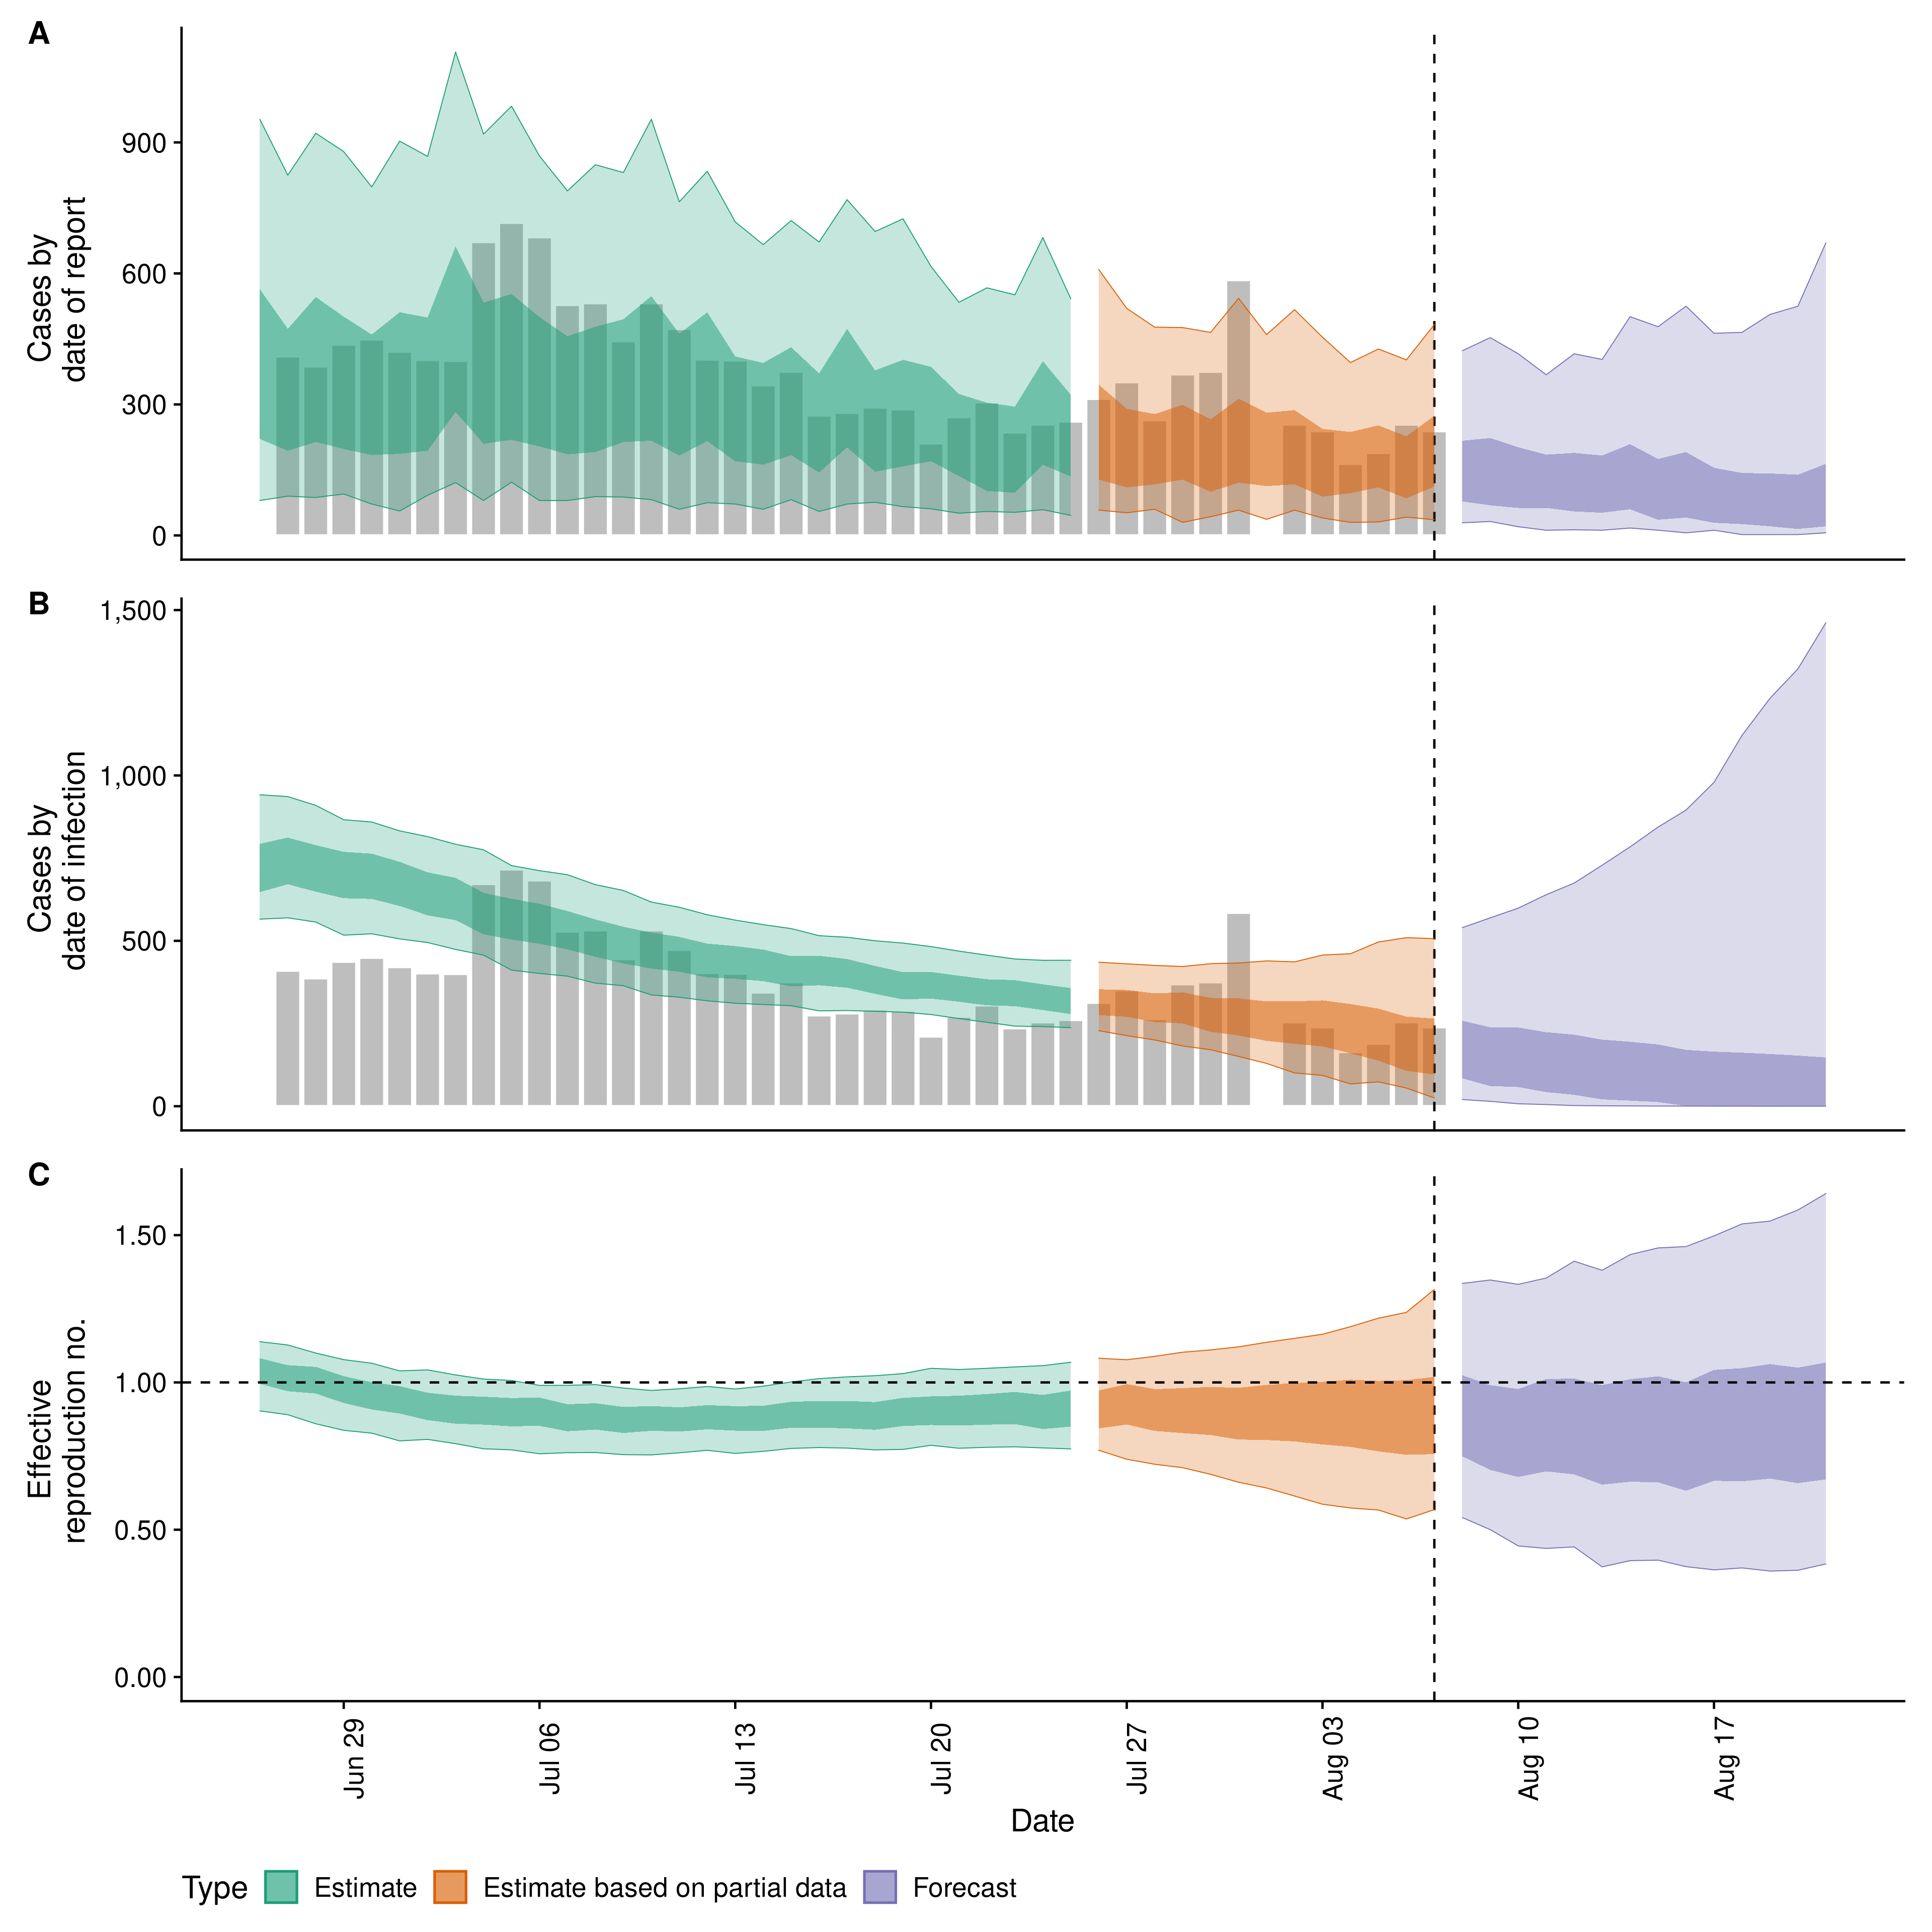 A
Cases by
date of report
900
600
300
0
B
Cases by
date of infection
1,500
1,000
500
0
C
Effective
reproduction no.
1.50
1.00
0.50
0.00
Jun 29
Jul 06
Jul 13
Jul 20
Jul 27
Aug 03
Aug 10
Aug 17
Date
Type Estimate Estimate based on partial data Forecast